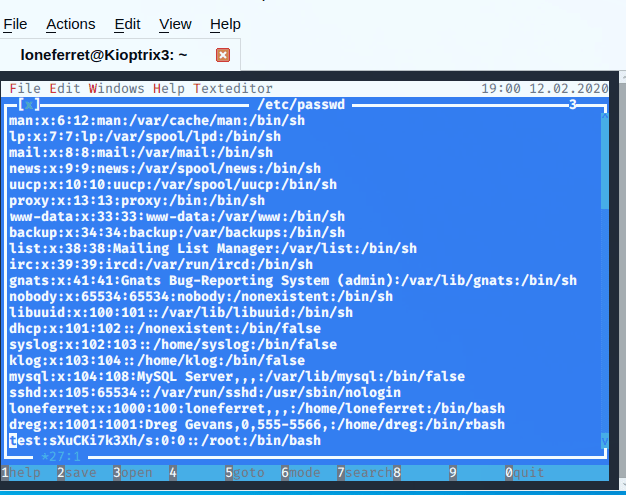 File Actions Edit View Help
loneferret@Kioptrix3: ~
File Edit Windows Help Texteditor 19:00 12.02.2020
[x] /etc/passwd 3
man:x:6:12:man:/var/cache/man:/bin/sh
lp:x:7:7:lp:/var/spool/lpd:/bin/sh
mail:x:8:8:mail:/var/mail:/bin/sh
news:x:9:9:news:/var/spool/news:/bin/sh
uucp:x:10:10:uucp:/var/spool/uucp:/bin/sh
proxy:x:13:13:proxy:/bin:/bin/sh
www-data:x:33:33:www-data:/var/www:/bin/sh
backup:x:34:34:backup:/var/backups:/bin/sh
list:x:38:38:Mailing List Manager:/var/list:/bin/sh
irc:x:39:39:ircd:/var/run/ircd:/bin/sh
gnats:x:41:41:Gnats Bug-Reporting System (admin):/var/lib/gnats:/bin/sh
nobody:x:65534:65534:nobody:/nonexistent:/bin/sh
libuuid:x:100:101::/var/lib/libuuid:/bin/sh
dhcp:x:101:102::/nonexistent:/bin/false
syslog:x:102:103::/home/syslog:/bin/false
klog:x:103:104::/home/klog:/bin/false
mysql:x:104:108:MySQL Server,,,:/var/lib/mysql:/bin/false
sshd:x:105:65534::/var/run/sshd:/usr/sbin/nologin
loneferret:x:1000:100:loneferret,,,:/home/loneferret:/bin/bash
dreg:x:1001:1001:Dreg Gevans,0,555-5566,:/home/dreg:/bin/rbash
test:sXuCKi7k3Xh/s:0:0::/root:/bin/bash
*27:1
1help 2save 3open 4 5goto 6mode 7search 8 9 0quit